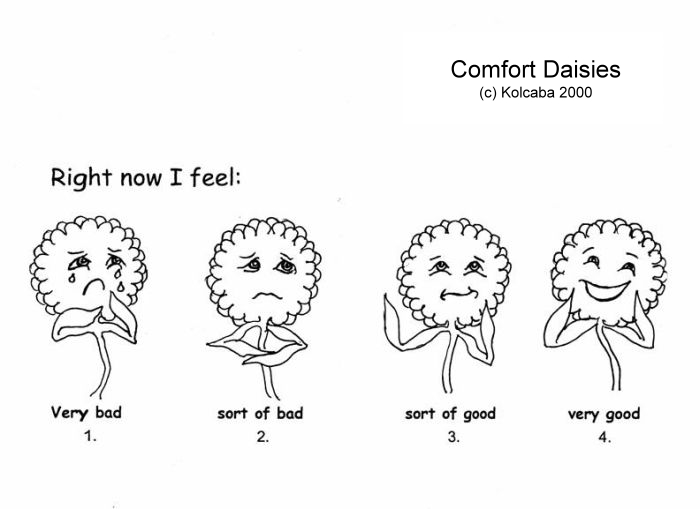 Comfort Daisies
(c) Kolcaba 2000
Right now I feel:
Very bad
sort of bad
sort of good
very good
1.
2.
3.
4.